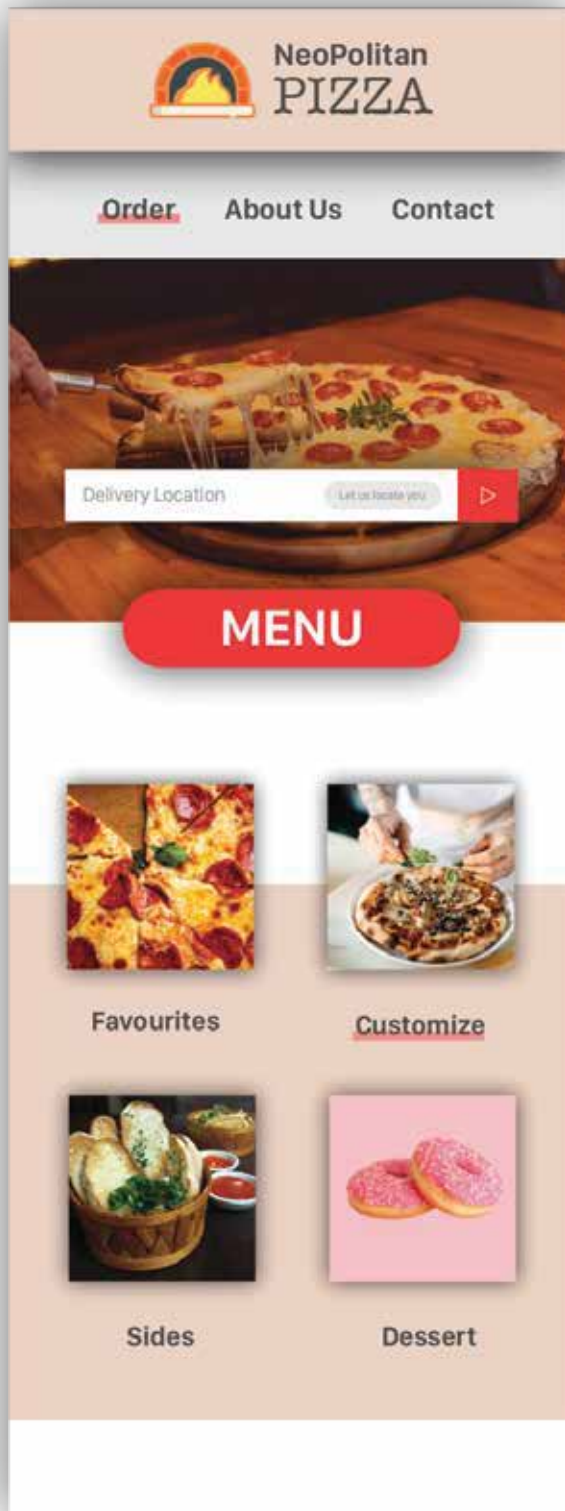 NeoPolitan
PIZZA
Order About Us Contact
Delivery Location Let us locate you
MENU
Favourites Customize
Sides Dessert